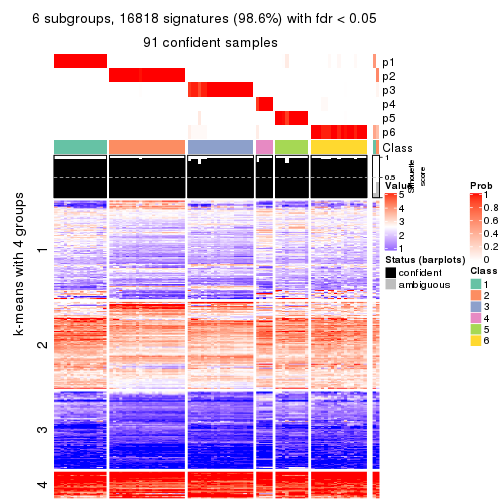 6 subgroups, 16818 signatures (98.6%) with fdr < 0.05
91 confident samples
p1
p2
p3
p4
p5
p6
Class
1
0.5
Silhouette
score
k-means with 4 groups
1
2
3
4
Value
5
4
3
2
1
Status (barplots)
confident
ambiguous
Prob
1
0.8
0.6
0.4
0.2
0
Class
1
2
3
4
5
6